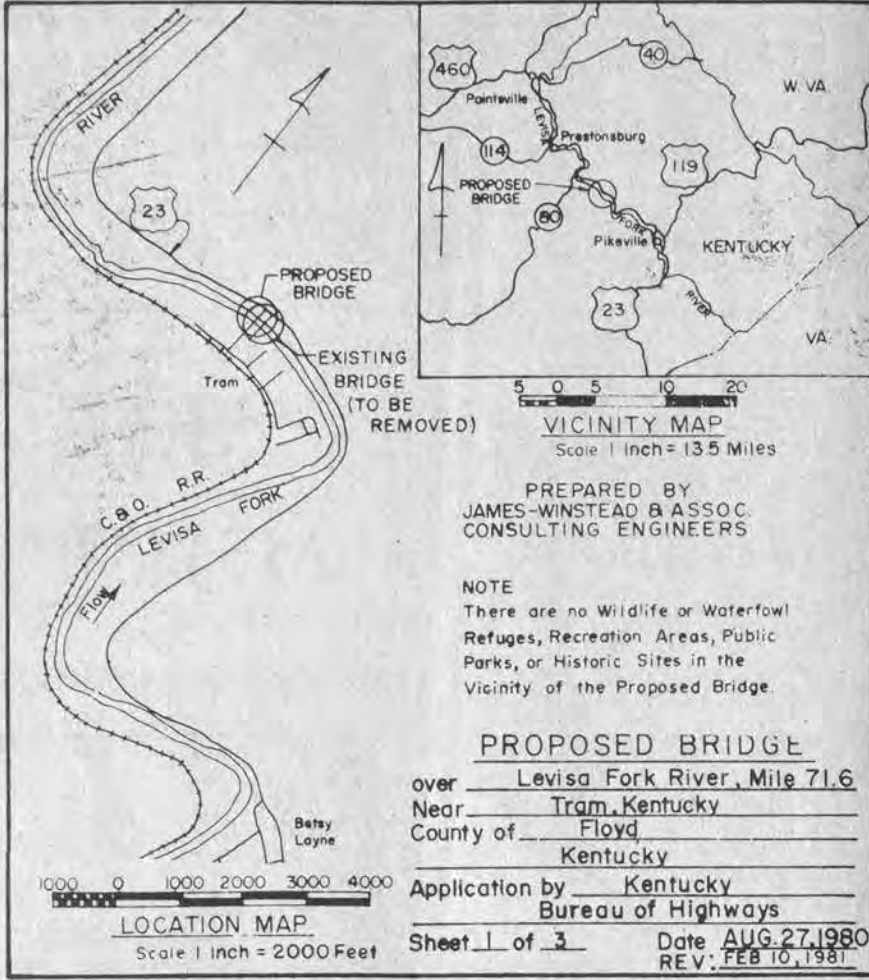 RIVER
23
PROPOSED
BRIDGE
EXISTING
BRIDGE
(TO BE
REMOVED)
Tram
C. & O. R.R.
LEVISA FORK
Flow
Betsy
Layne
1000 0 1000 2000 3000 4000
LOCATION MAP
Scale 1 Inch = 2000 Feet
460
40
W. VA.
Paintsville
LEVISA
Prestonsburg
114
119
PROPOSED
BRIDGE
80
FORK
Pikeville
KENTUCKY
23
RIVER
VA.
5 0 5 10 20
VICINITY MAP
Scale 1 Inch = 13.5 Miles
PREPARED BY
JAMES-WINSTEAD & ASSOC.
CONSULTING ENGINEERS
NOTE
There are no Wildlife or Waterfowl
Refuges, Recreation Areas, Public
Parks, or Historic Sites in the
Vicinity of the Proposed Bridge.
PROPOSED BRIDGE
over Levisa Fork River, Mile 71.6
Near Tram, Kentucky
County of Floyd
Kentucky
Application by Kentucky
Bureau of Highways
Sheet 1 of 3 Date AUG. 27, 1980
REV: FEB 10, 1981